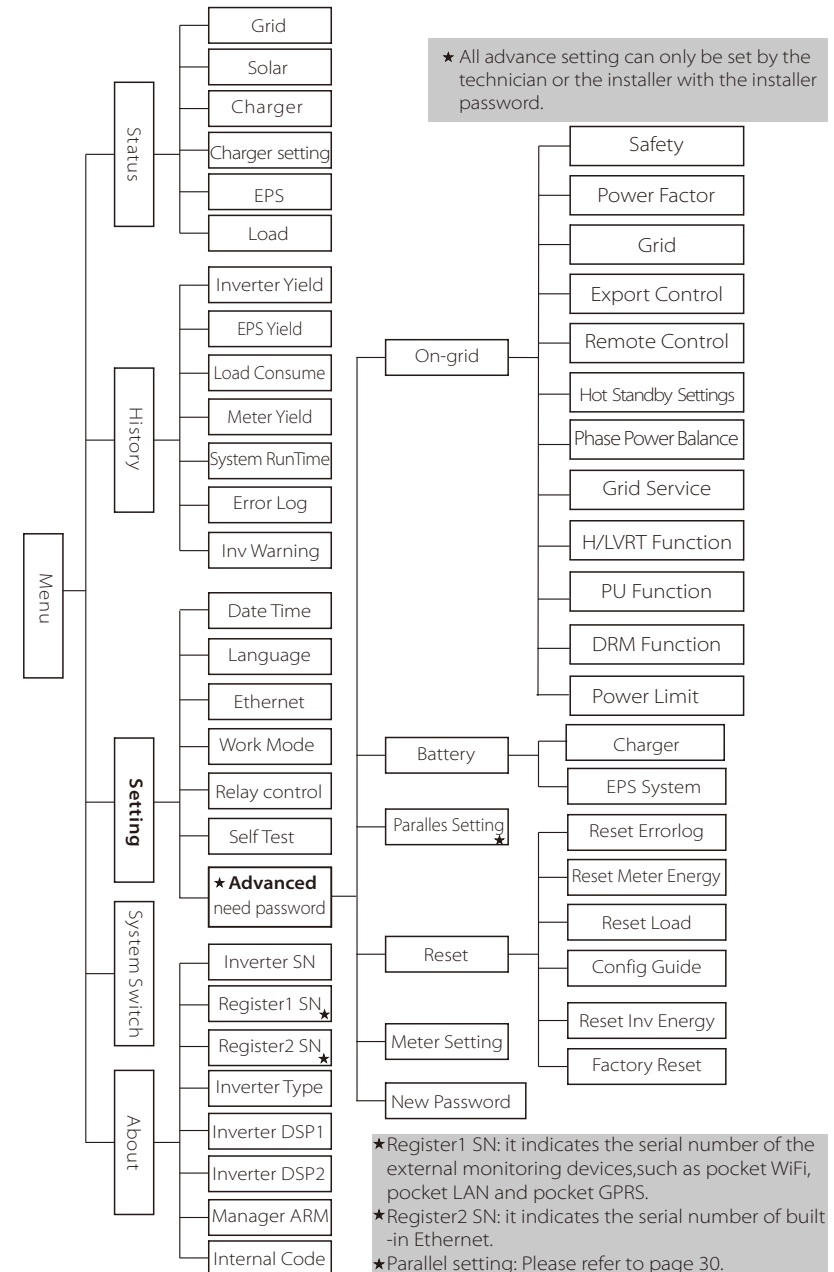 Menu
Status
Grid
Solar
Charger
Charger setting
EPS
Load
History
Inverter Yield
EPS Yield
Load Consume
Meter Yield
System RunTime
Error Log
Inv Warning
Setting
Date Time
Language
Ethernet
Work Mode
Relay control
Self Test
★Advanced
need password
System Switch
About
Inverter SN
Register1 SN★
Register2 SN★
Inverter Type
Inverter DSP1
Inverter DSP2
Manager ARM
Internal Code
★ All advance setting can only be set by the
technician or the installer with the installer
password.
On-grid
Safety
Power Factor
Grid
Export Control
Remote Control
Hot Standby Settings
Phase Power Balance
Grid Service
H/LVRT Function
PU Function
DRM Function
Power Limit
Battery
Charger
EPS System
Paralles Setting★
Reset
Reset Errorlog
Reset Meter Energy
Reset Load
Config Guide
Reset Inv Energy
Factory Reset
Meter Setting
New Password
★Register1 SN: it indicates the serial number of the
external monitoring devices,such as pocket WiFi,
pocket LAN and pocket GPRS.
★Register2 SN: it indicates the serial number of built
-in Ethernet.
★Parallel setting: Please refer to page 30.